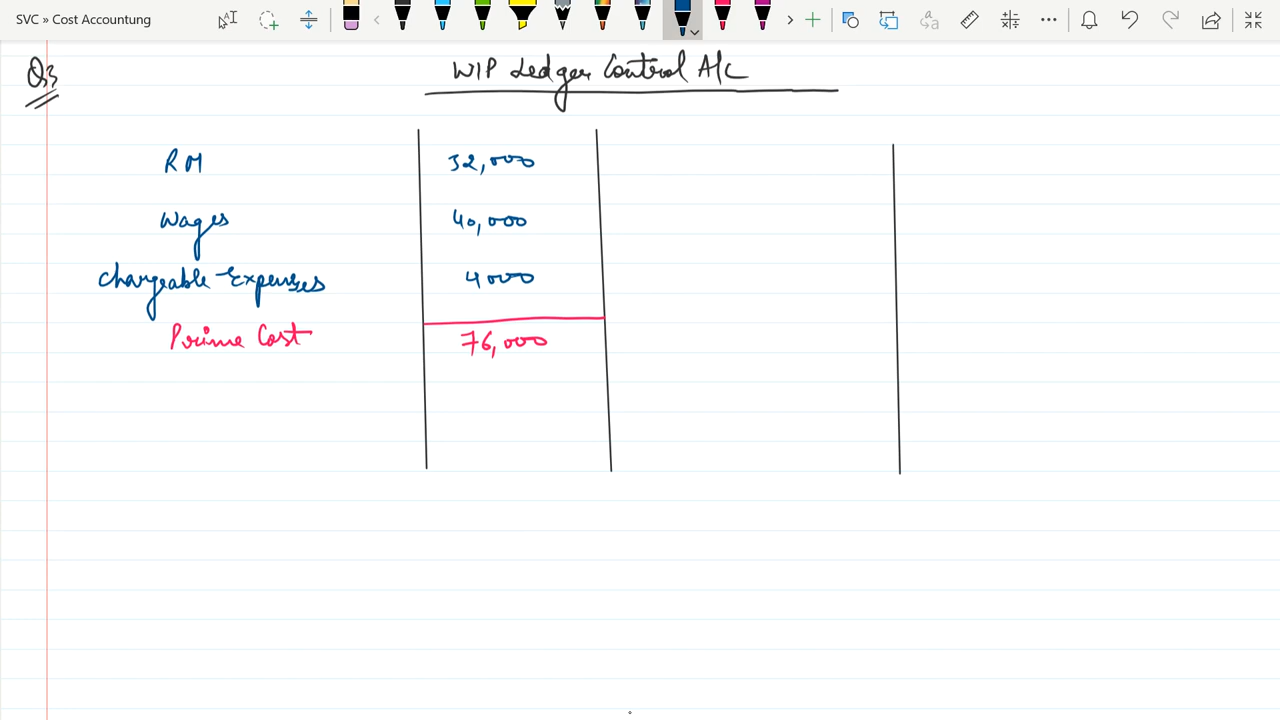 SVC » Cost Accountung
Q3
WIP Ledger Control A/C
RM 32,000
Wages 40,000
Chargeable Expenses 4000
Prime Cost 76,000